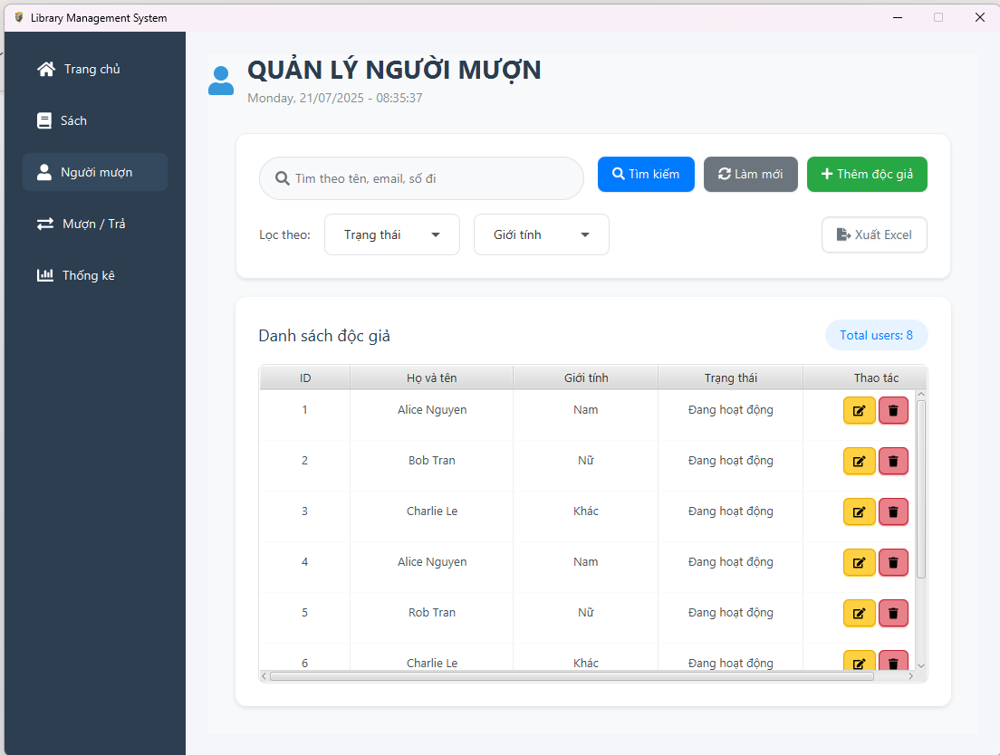 Library Management System
Trang chủ
Sách
Người mượn
Mượn / Trả
Thống kê
QUẢN LÝ NGƯỜI MƯỢN
Monday, 21/07/2025 - 08:35:37
Tìm theo tên, email, số đi
Tìm kiếm
Làm mới
Thêm độc giả
Lọc theo:
Trạng thái
Giới tính
Xuất Excel
Danh sách độc giả
Total users: 8
ID Họ và tên Giới tính Trạng thái Thao tác
1 Alice Nguyen Nam Đang hoạt động
2 Bob Tran Nữ Đang hoạt động
3 Charlie Le Khác Đang hoạt động
4 Alice Nguyen Nam Đang hoạt động
5 Rob Tran Nữ Đang hoạt động
6 Charlie Le Khác Đang hoạt động